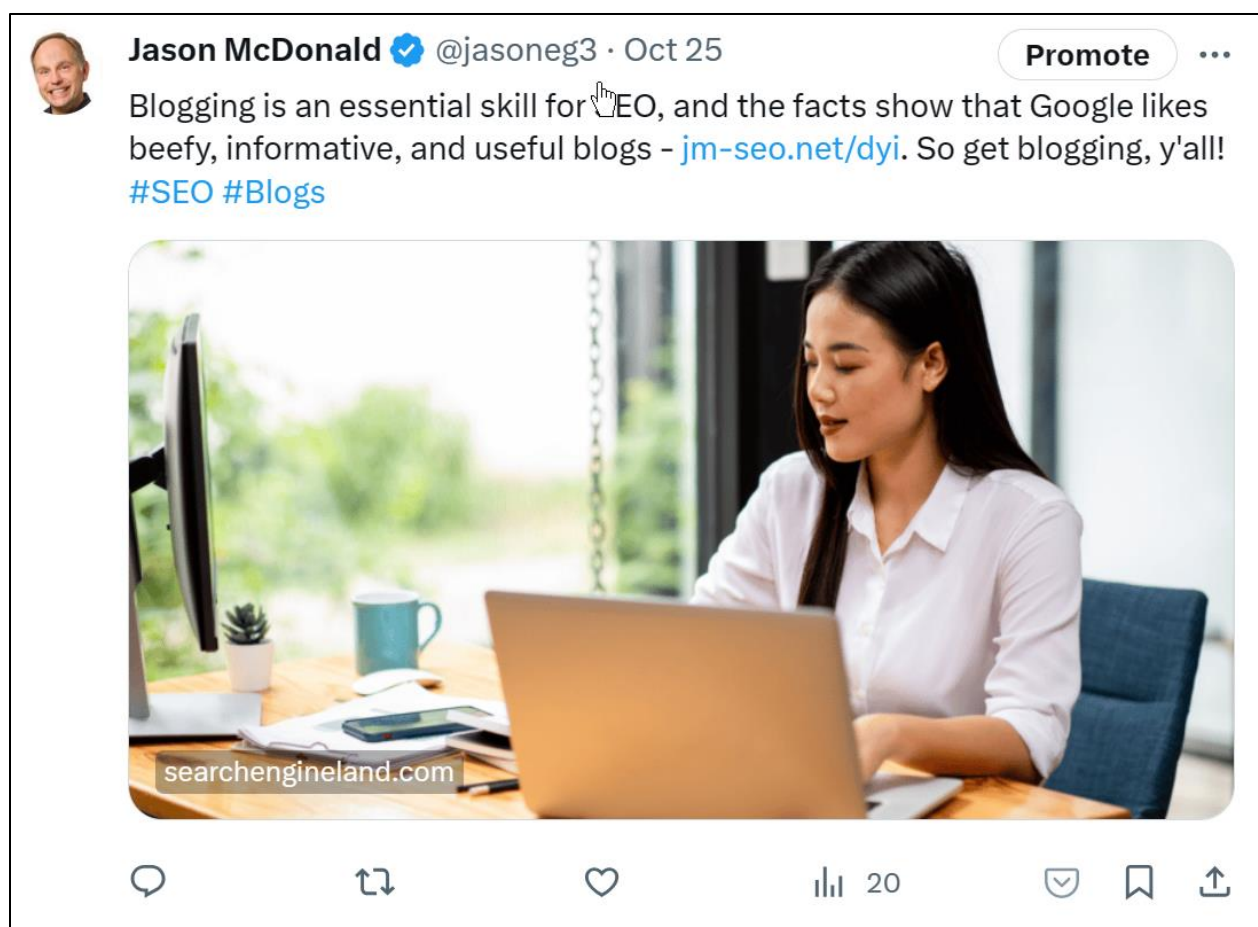 Jason McDonald @jasoneg3 · Oct 25
Promote
Blogging is an essential skill for EO, and the facts show that Google likes
beefy, informative, and useful blogs - jm-seo.net/dyi. So get blogging, y'all!
#SEO #Blogs
searchengineland.com
20